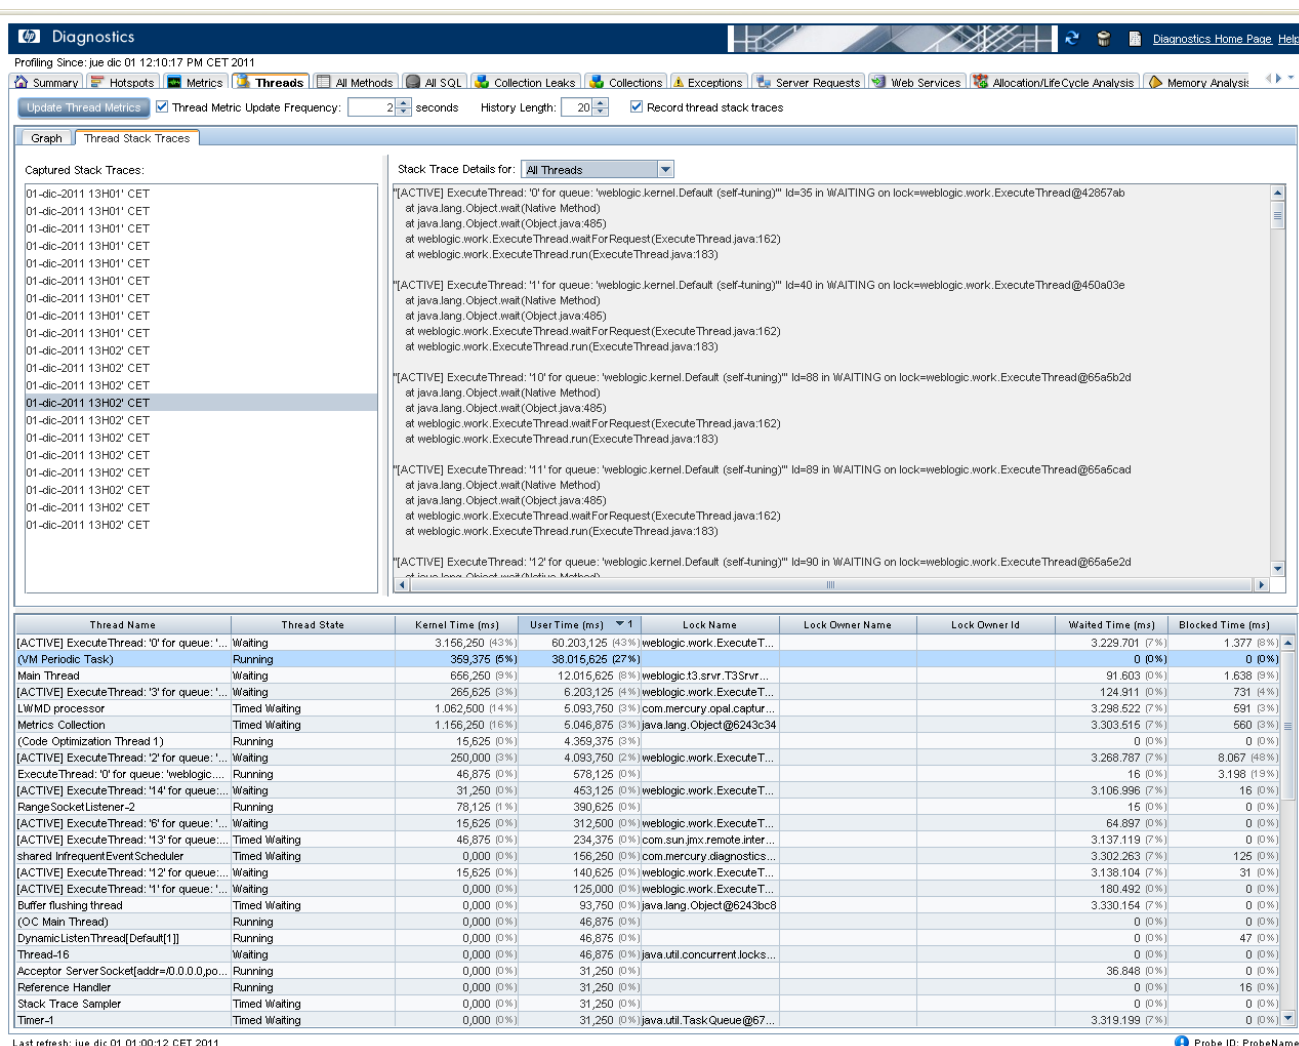 hp Diagnostics Diagnostics Home Page Help
Profiling Since: jue dic 01 12:10:17 PM CET 2011
Summary Hotspots Metrics Threads All Methods All SQL Collection Leaks Collections Exceptions Server Requests Web Services Allocation/LifeCycle Analysis Memory Analysis
Update Thread Metrics Thread Metric Update Frequency: 2 seconds History Length: 20 Record thread stack traces
Graph Thread Stack Traces
Captured Stack Traces:
01-dic-2011 13H01' CET
01-dic-2011 13H01' CET
01-dic-2011 13H01' CET
01-dic-2011 13H01' CET
01-dic-2011 13H01' CET
01-dic-2011 13H01' CET
01-dic-2011 13H01' CET
01-dic-2011 13H01' CET
01-dic-2011 13H01' CET
01-dic-2011 13H02' CET
01-dic-2011 13H02' CET
01-dic-2011 13H02' CET
01-dic-2011 13H02' CET
01-dic-2011 13H02' CET
01-dic-2011 13H02' CET
01-dic-2011 13H02' CET
01-dic-2011 13H02' CET
01-dic-2011 13H02' CET
01-dic-2011 13H02' CET
01-dic-2011 13H02' CET
Stack Trace Details for: All Threads
"[ACTIVE] ExecuteThread: '0' for queue: 'weblogic.kernel.Default (self-tuning)'" Id=35 in WAITING on lock=weblogic.work.ExecuteThread@42857ab
at java.lang.Object.wait(Native Method)
at java.lang.Object.wait(Object.java:485)
at weblogic.work.ExecuteThread.waitForRequest(ExecuteThread.java:162)
at weblogic.work.ExecuteThread.run(ExecuteThread.java:183)
"[ACTIVE] ExecuteThread: '1' for queue: 'weblogic.kernel.Default (self-tuning)'" Id=40 in WAITING on lock=weblogic.work.ExecuteThread@450a03e
at java.lang.Object.wait(Native Method)
at java.lang.Object.wait(Object.java:485)
at weblogic.work.ExecuteThread.waitForRequest(ExecuteThread.java:162)
at weblogic.work.ExecuteThread.run(ExecuteThread.java:183)
"[ACTIVE] ExecuteThread: '10' for queue: 'weblogic.kernel.Default (self-tuning)'" Id=88 in WAITING on lock=weblogic.work.ExecuteThread@65a5b2d
at java.lang.Object.wait(Native Method)
at java.lang.Object.wait(Object.java:485)
at weblogic.work.ExecuteThread.waitForRequest(ExecuteThread.java:162)
at weblogic.work.ExecuteThread.run(ExecuteThread.java:183)
"[ACTIVE] ExecuteThread: '11' for queue: 'weblogic.kernel.Default (self-tuning)'" Id=89 in WAITING on lock=weblogic.work.ExecuteThread@65a5cad
at java.lang.Object.wait(Native Method)
at java.lang.Object.wait(Object.java:485)
at weblogic.work.ExecuteThread.waitForRequest(ExecuteThread.java:162)
at weblogic.work.ExecuteThread.run(ExecuteThread.java:183)
"[ACTIVE] ExecuteThread: '12' for queue: 'weblogic.kernel.Default (self-tuning)'" Id=90 in WAITING on lock=weblogic.work.ExecuteThread@65a5e2d
at java.lang.Object.wait(Native Method)
Thread Name Thread State Kernel Time (ms) User Time (ms) 1 Lock Name Lock Owner Name Lock Owner Id Waited Time (ms) Blocked Time (ms)
[ACTIVE] ExecuteThread: '0' for queue: '... Waiting 3.156,250 (43%) 60.203,125 (43%) weblogic.work.ExecuteT... 3.229.701 (7%) 1.377 (8%)
(VM Periodic Task) Running 359,375 (5%) 38.015,625 (27%) 0 (0%) 0 (0%)
Main Thread Waiting 656,250 (9%) 12.015,625 (8%) weblogic.t3.srvr.T3Srvr... 91.603 (0%) 1.638 (9%)
[ACTIVE] ExecuteThread: '3' for queue: '... Waiting 265,625 (3%) 6.203,125 (4%) weblogic.work.ExecuteT... 124.911 (0%) 731 (4%)
LWMD processor Timed Waiting 1.062,500 (14%) 5.093,750 (3%) com.mercury.opal.captur... 3.298.522 (7%) 591 (3%)
Metrics Collection Timed Waiting 1.156,250 (16%) 5.046,875 (3%) java.lang.Object@6243c34 3.303.515 (7%) 560 (3%)
(Code Optimization Thread 1) Running 15,625 (0%) 4.359,375 (3%) 0 (0%) 0 (0%)
[ACTIVE] ExecuteThread: '2' for queue: '... Waiting 250,000 (3%) 4.093,750 (2%) weblogic.work.ExecuteT... 3.268.787 (7%) 8.067 (48%)
ExecuteThread: '0' for queue: 'weblogic.... Running 46,875 (0%) 578,125 (0%) 16 (0%) 3.198 (19%)
[ACTIVE] ExecuteThread: '14' for queue:... Waiting 31,250 (0%) 453,125 (0%) weblogic.work.ExecuteT... 3.106.996 (7%) 16 (0%)
RangeSocketListener-2 Running 78,125 (1%) 390,625 (0%) 15 (0%) 0 (0%)
[ACTIVE] ExecuteThread: '6' for queue: '... Waiting 15,625 (0%) 312,500 (0%) weblogic.work.ExecuteT... 64.897 (0%) 0 (0%)
[ACTIVE] ExecuteThread: '13' for queue:... Timed Waiting 46,875 (0%) 234,375 (0%) com.sun.jmx.remote.inter... 3.137.119 (7%) 0 (0%)
shared InfrequentEventScheduler Timed Waiting 0,000 (0%) 156,250 (0%) com.mercury.diagnostics... 3.302.263 (7%) 125 (0%)
[ACTIVE] ExecuteThread: '12' for queue:... Waiting 15,625 (0%) 140,625 (0%) weblogic.work.ExecuteT... 3.138.104 (7%) 31 (0%)
[ACTIVE] ExecuteThread: '1' for queue: '... Waiting 0,000 (0%) 125,000 (0%) weblogic.work.ExecuteT... 180.492 (0%) 0 (0%)
Buffer flushing thread Timed Waiting 0,000 (0%) 93,750 (0%) java.lang.Object@6243bc8 3.330.154 (7%) 0 (0%)
(OC Main Thread) Running 0,000 (0%) 46,875 (0%) 0 (0%) 0 (0%)
DynamicListenThread[Default[1]] Running 0,000 (0%) 46,875 (0%) 0 (0%) 47 (0%)
Thread-16 Waiting 0,000 (0%) 46,875 (0%) java.util.concurrent.locks... 0 (0%) 0 (0%)
Acceptor ServerSocket[addr=/0.0.0.0,po... Running 0,000 (0%) 31,250 (0%) 36.848 (0%) 0 (0%)
Reference Handler Running 0,000 (0%) 31,250 (0%) 0 (0%) 16 (0%)
Stack Trace Sampler Timed Waiting 0,000 (0%) 31,250 (0%) 0 (0%) 0 (0%)
Timer-1 Timed Waiting 0,000 (0%) 31,250 (0%) java.util.TaskQueue@67... 3.319.199 (7%) 0 (0%)
Last refresh: jue dic 01 01:00:12 CET 2011 Probe ID: ProbeName